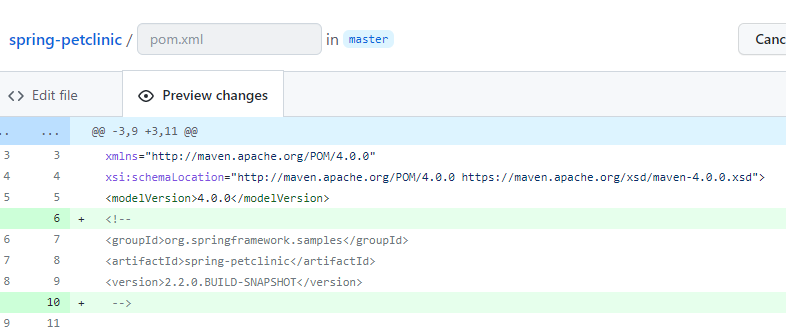 spring-petclinic / pom.xml in master Canc
Edit file Preview changes
.. ... @@ -3,9 +3,11 @@
3 3 xmlns="http://maven.apache.org/POM/4.0.0"
4 4 xsi:schemaLocation="http://maven.apache.org/POM/4.0.0 https://maven.apache.org/xsd/maven-4.0.0.xsd">
5 5 <modelVersion>4.0.0</modelVersion>
6 + <!--
6 7 <groupId>org.springframework.samples</groupId>
7 8 <artifactId>spring-petclinic</artifactId>
8 9 <version>2.2.0.BUILD-SNAPSHOT</version>
10 + -->
9 11